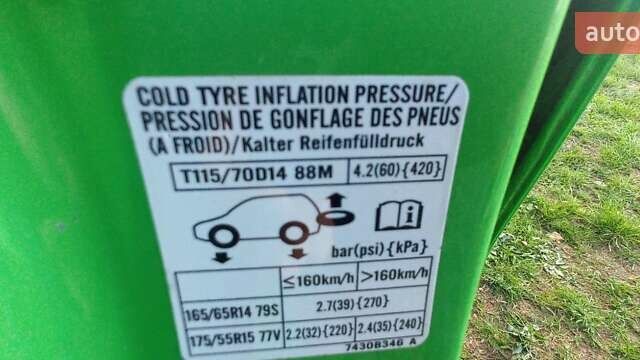 auto
COLD TYRE INFLATION PRESSURE/
PRESSION DE GONFLAGE DES PNEUS
(A FROID)/Kalter Reifenfülldruck
T115/70D14 88M 4.2(60){420}
bar(psi){kPa}
≤160km/h >160km/h
165/65R14 79S 2.7(39){270}
175/55R15 77V 2.2(32){220} 2.4(35){240}
7430B346 A